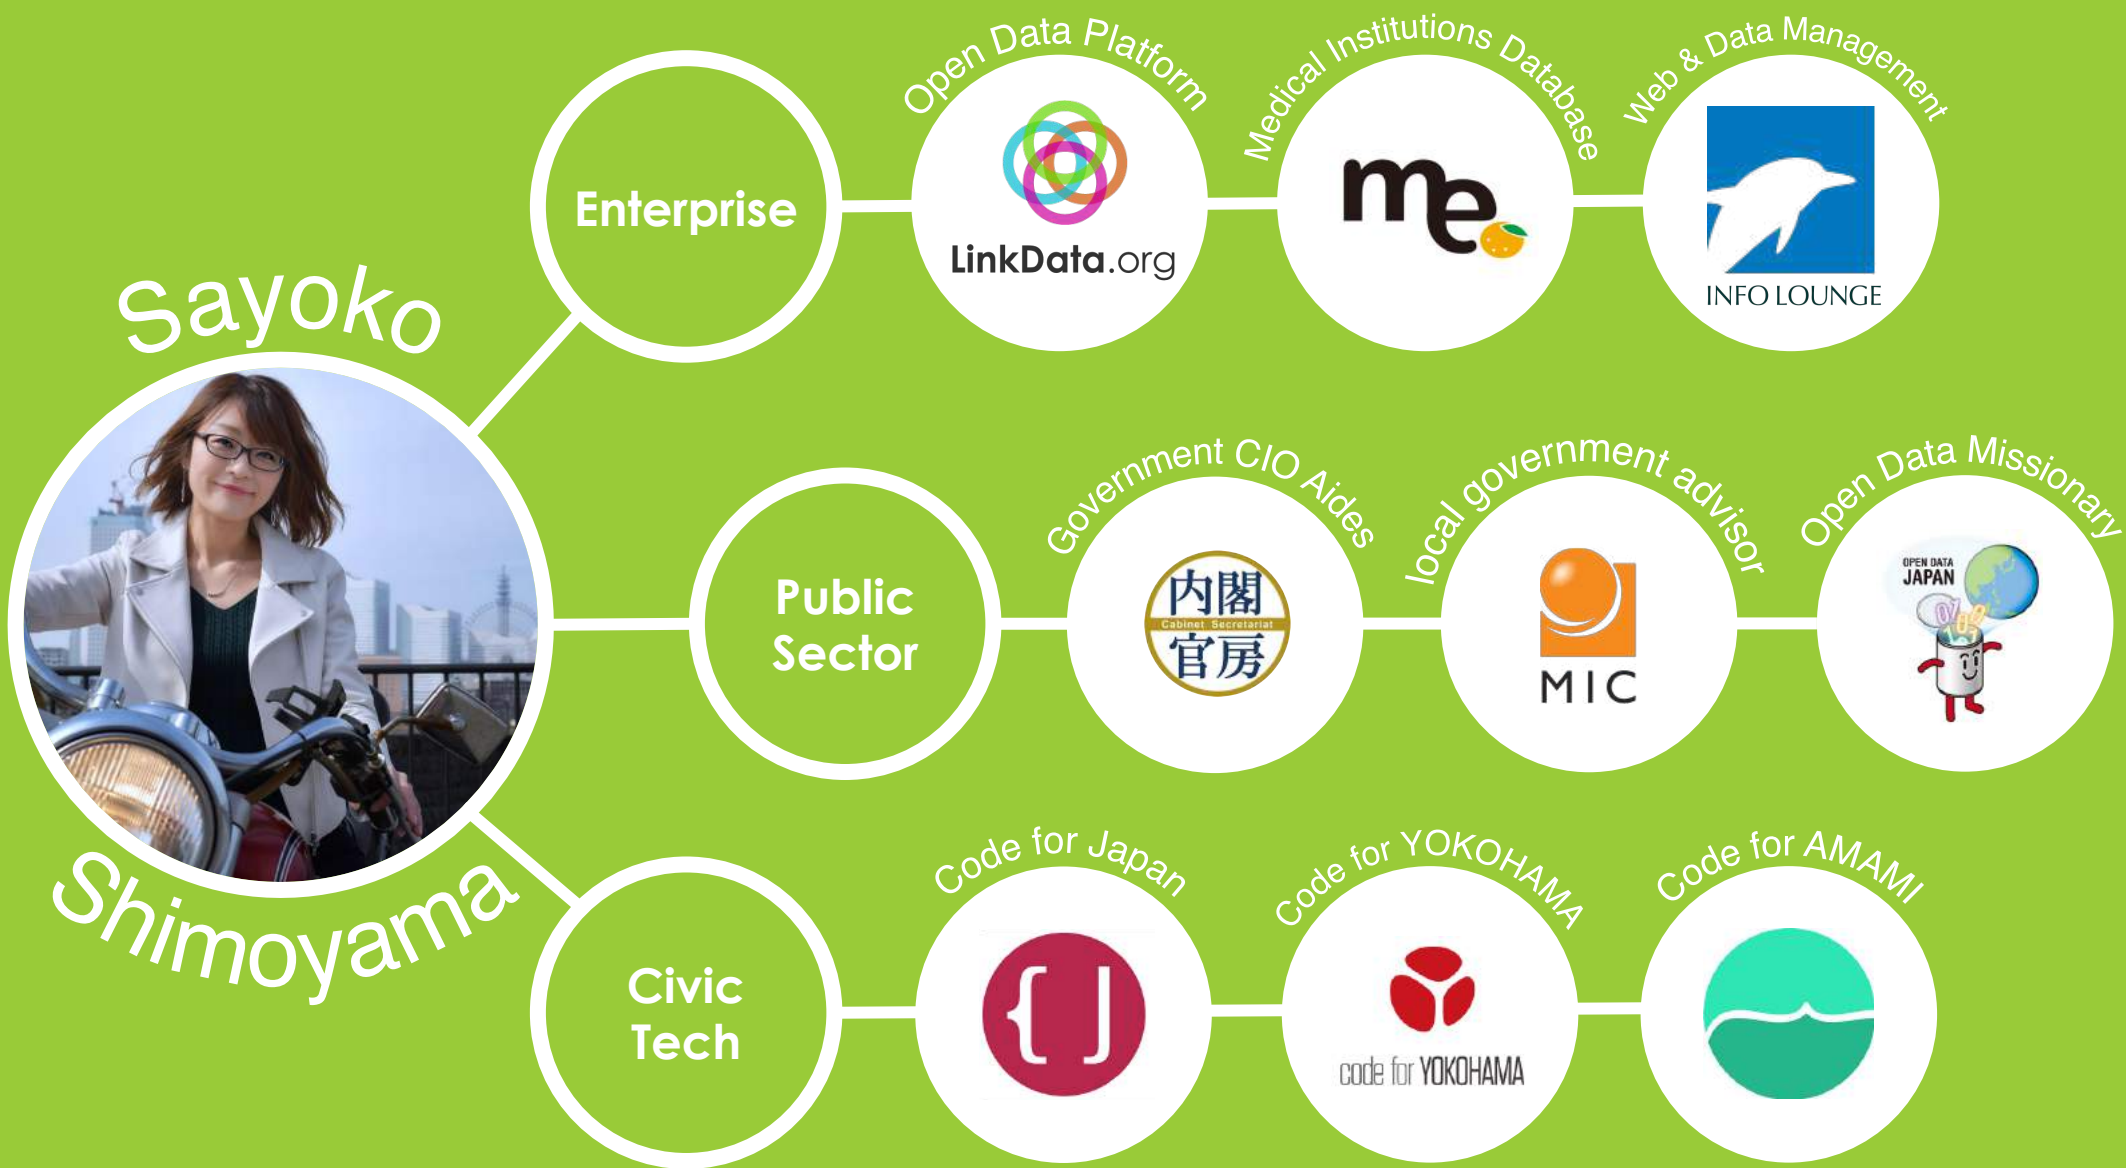 Sayoko
Shimoyama
Enterprise
Open Data Platform
LinkData.org
Medical Institutions Database
me
Web & Data Management
INFO LOUNGE
Public
Sector
Government CIO Aides
内閣
Cabinet Secretariat
官房
local government advisor
MIC
Open Data Missionary
OPEN DATA
JAPAN
Civic
Tech
Code for Japan
{ J
Code for YOKOHAMA
code for YOKOHAMA
Code for AMAMI